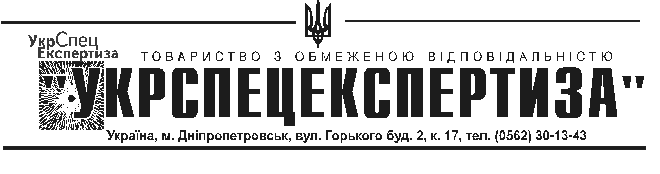 УкрСпец
Експертиза
ТОВАРИСТВО З ОБМЕЖЕНОЮ ВІДПОВІДАЛЬНІСТЮ
"УКРСПЕЦЕКСПЕРТИЗА"
Україна, м. Дніпропетровськ, вул. Горького буд. 2, к. 17, тел. (0562) 30-13-43